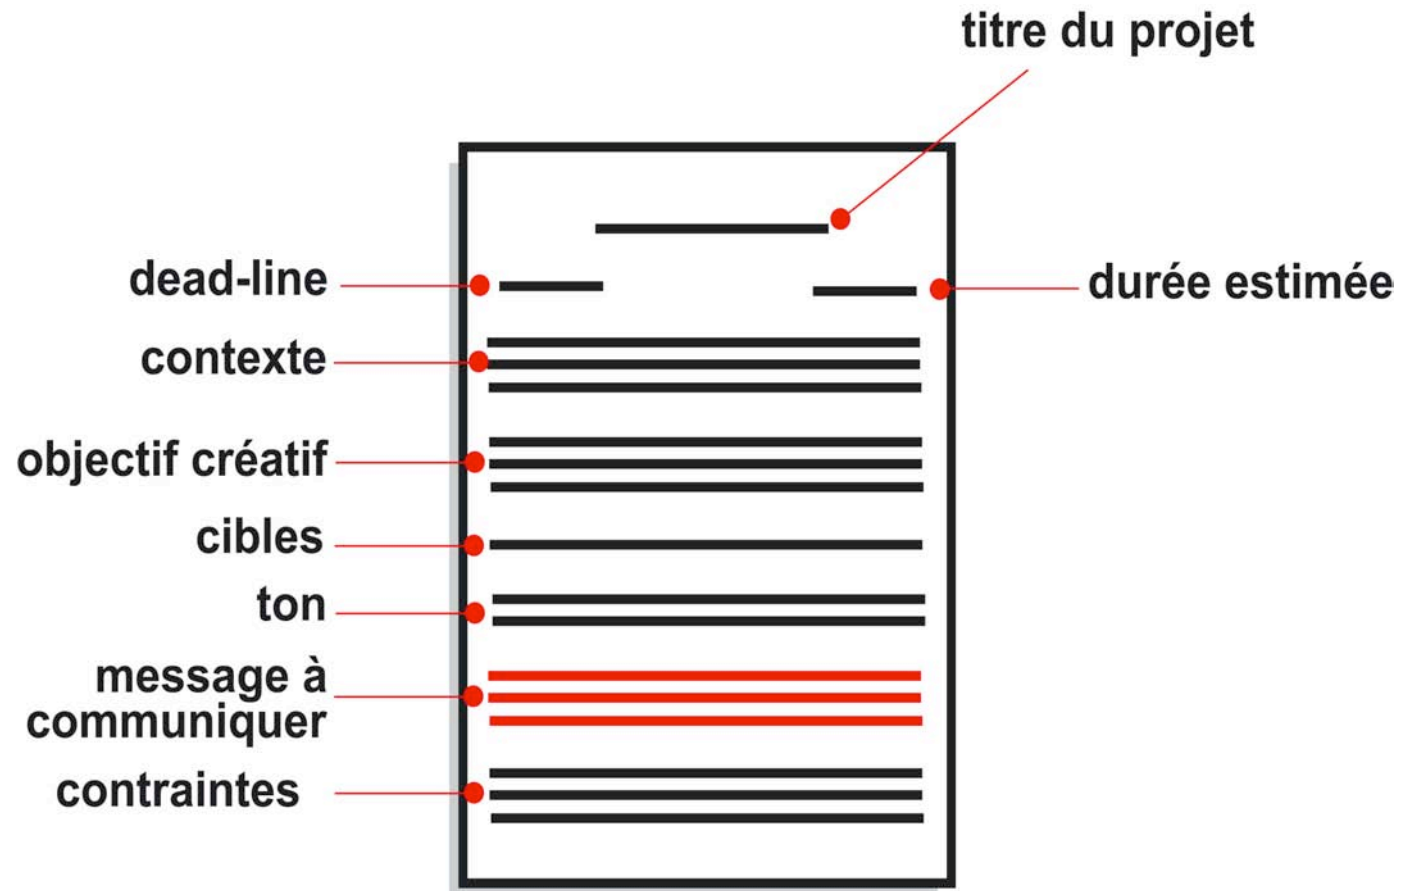 titre du projet
dead-line
durée estimée
contexte
objectif créatif
cibles
ton
message à
communiquer
contraintes